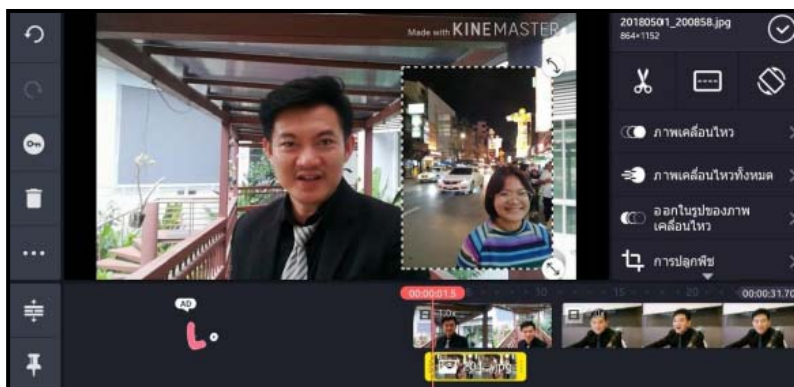 Made with KINEMASTER
20180501_200858.jpg
864×1152
ภาพเคลื่อนไหว
ภาพเคลื่อนไหวทั้งหมด
ออกในรูปของภาพ
เคลื่อนไหว
การปลูกพืช
00:00:01.5
10
15
20
00:00:31.70
AD
1.0x